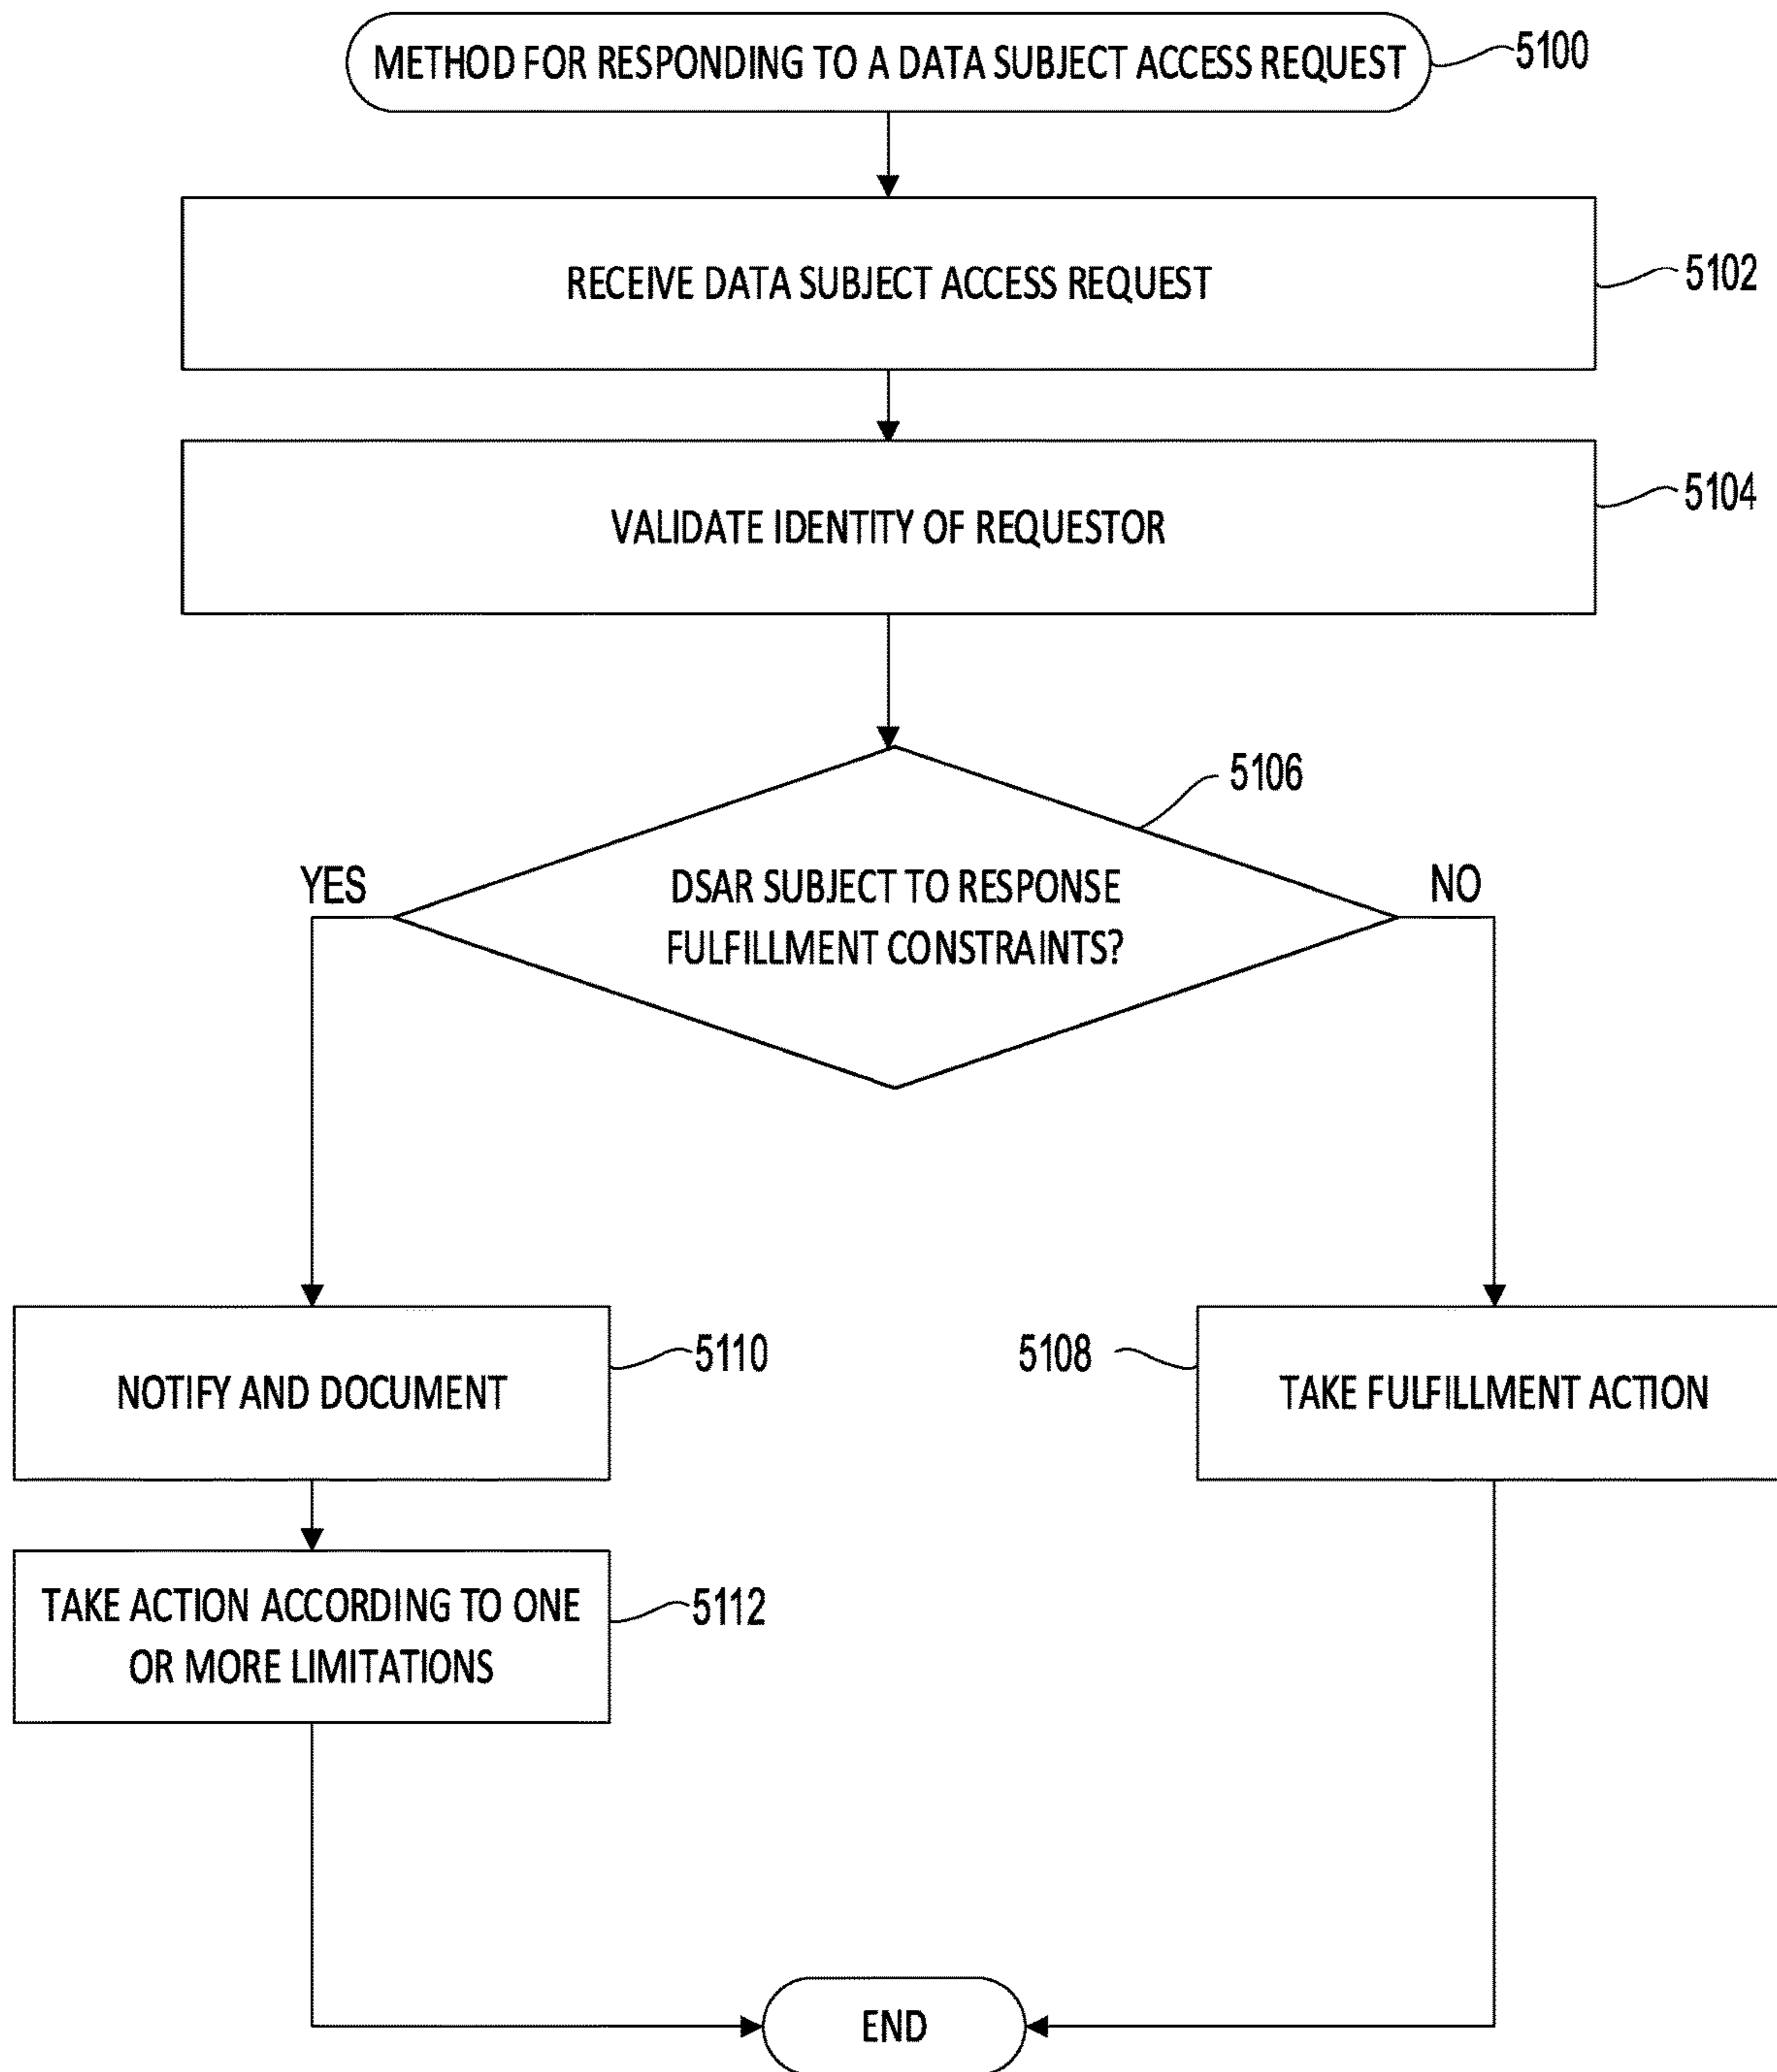 METHOD FOR RESPONDING TO A DATA SUBJECT ACCESS REQUEST
5100
RECEIVE DATA SUBJECT ACCESS REQUEST
5102
VALIDATE IDENTITY OF REQUESTOR
5104
5106
YES
DSAR SUBJECT TO RESPONSE
FULFILLMENT CONSTRAINTS?
NO
NOTIFY AND DOCUMENT
5110
5108
TAKE FULFILLMENT ACTION
TAKE ACTION ACCORDING TO ONE
OR MORE LIMITATIONS
5112
END